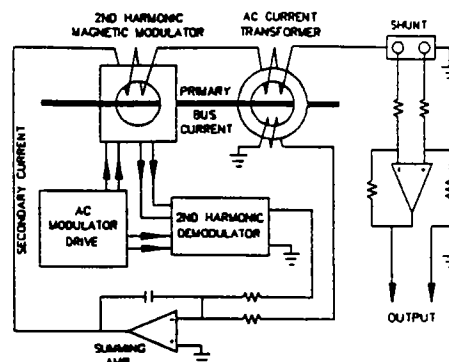 2ND HARMONIC
MAGNETIC MODULATOR
AC CURRENT
TRANSFORMER
SHUNT
PRIMARY
BUS
CURRENT
SECONDARY CURRENT
AC
MODULATOR
DRIVE
2ND HARMONIC
DEMODULATOR
OUTPUT
SUMMING